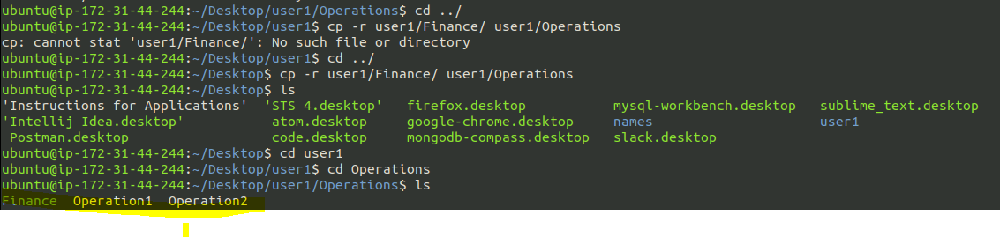 ubuntu@ip-172-31-44-244:~/Desktop/user1/Operations$ cd ../
ubuntu@ip-172-31-44-244:~/Desktop/user1$ cp -r user1/Finance/ user1/Operations
cp: cannot stat 'user1/Finance/': No such file or directory
ubuntu@ip-172-31-44-244:~/Desktop/user1$ cd ../
ubuntu@ip-172-31-44-244:~/Desktop$ cp -r user1/Finance/ user1/Operations
ubuntu@ip-172-31-44-244:~/Desktop$ ls
'Instructions for Applications'  'STS 4.desktop'   firefox.desktop           mysql-workbench.desktop   sublime_text.desktop
'Intellij Idea.desktop'           atom.desktop     google-chrome.desktop     names                     user1
 Postman.desktop                  code.desktop     mongodb-compass.desktop   slack.desktop
ubuntu@ip-172-31-44-244:~/Desktop$ cd user1
ubuntu@ip-172-31-44-244:~/Desktop/user1$ cd Operations
ubuntu@ip-172-31-44-244:~/Desktop/user1/Operations$ ls
Finance  Operation1  Operation2